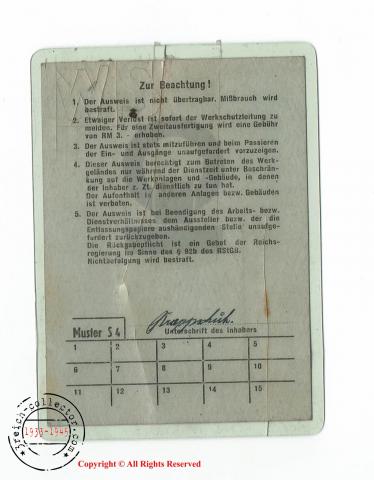 Zur Beachtung!
1. Der Ausweis ist nicht übertragbar. Mißbrauch wird
bestraft.
2. Etwaiger Verlust ist sofort der Werkschutzleitung zu
melden. Für eine Zweitausfertigung wird eine Gebühr
von RM 3.- erhoben.
3. Der Ausweis ist stets mitzuführen und beim Passieren
der Ein- und Ausgänge unaufgefordert vorzuzeigen.
4. Dieser Ausweis berechtigt zum Betreten des Werk-
geländes nur während der Dienstzeit unter Beschrän-
kung auf die Werkanlagen und -Gebäude, in denen
der Inhaber z. Zt. dienstlich zu tun hat.
Der Aufenthalt in anderen Anlagen bezw. Gebäuden
ist verboten.
5. Der Ausweis ist bei Beendigung des Arbeits- bezw.
Dienstverhältnisses dem Aussteller bezw. der die
Entlassungspapiere aushändigenden Stelle unaufge-
fordert zurückzugeben.
Die Rückgabepflicht ist ein Gebot der Reichs-
regierung im Sinne des § 92b des RStGB.
Nichtbefolgung wird bestraft.
Muster S 4
Unterschrift des Inhabers
1 2 3 4 5
6 7 8 9 10
11 12 13 14 15
3reich-collector.com
1933-1945
Copyright © All Rights Reserved